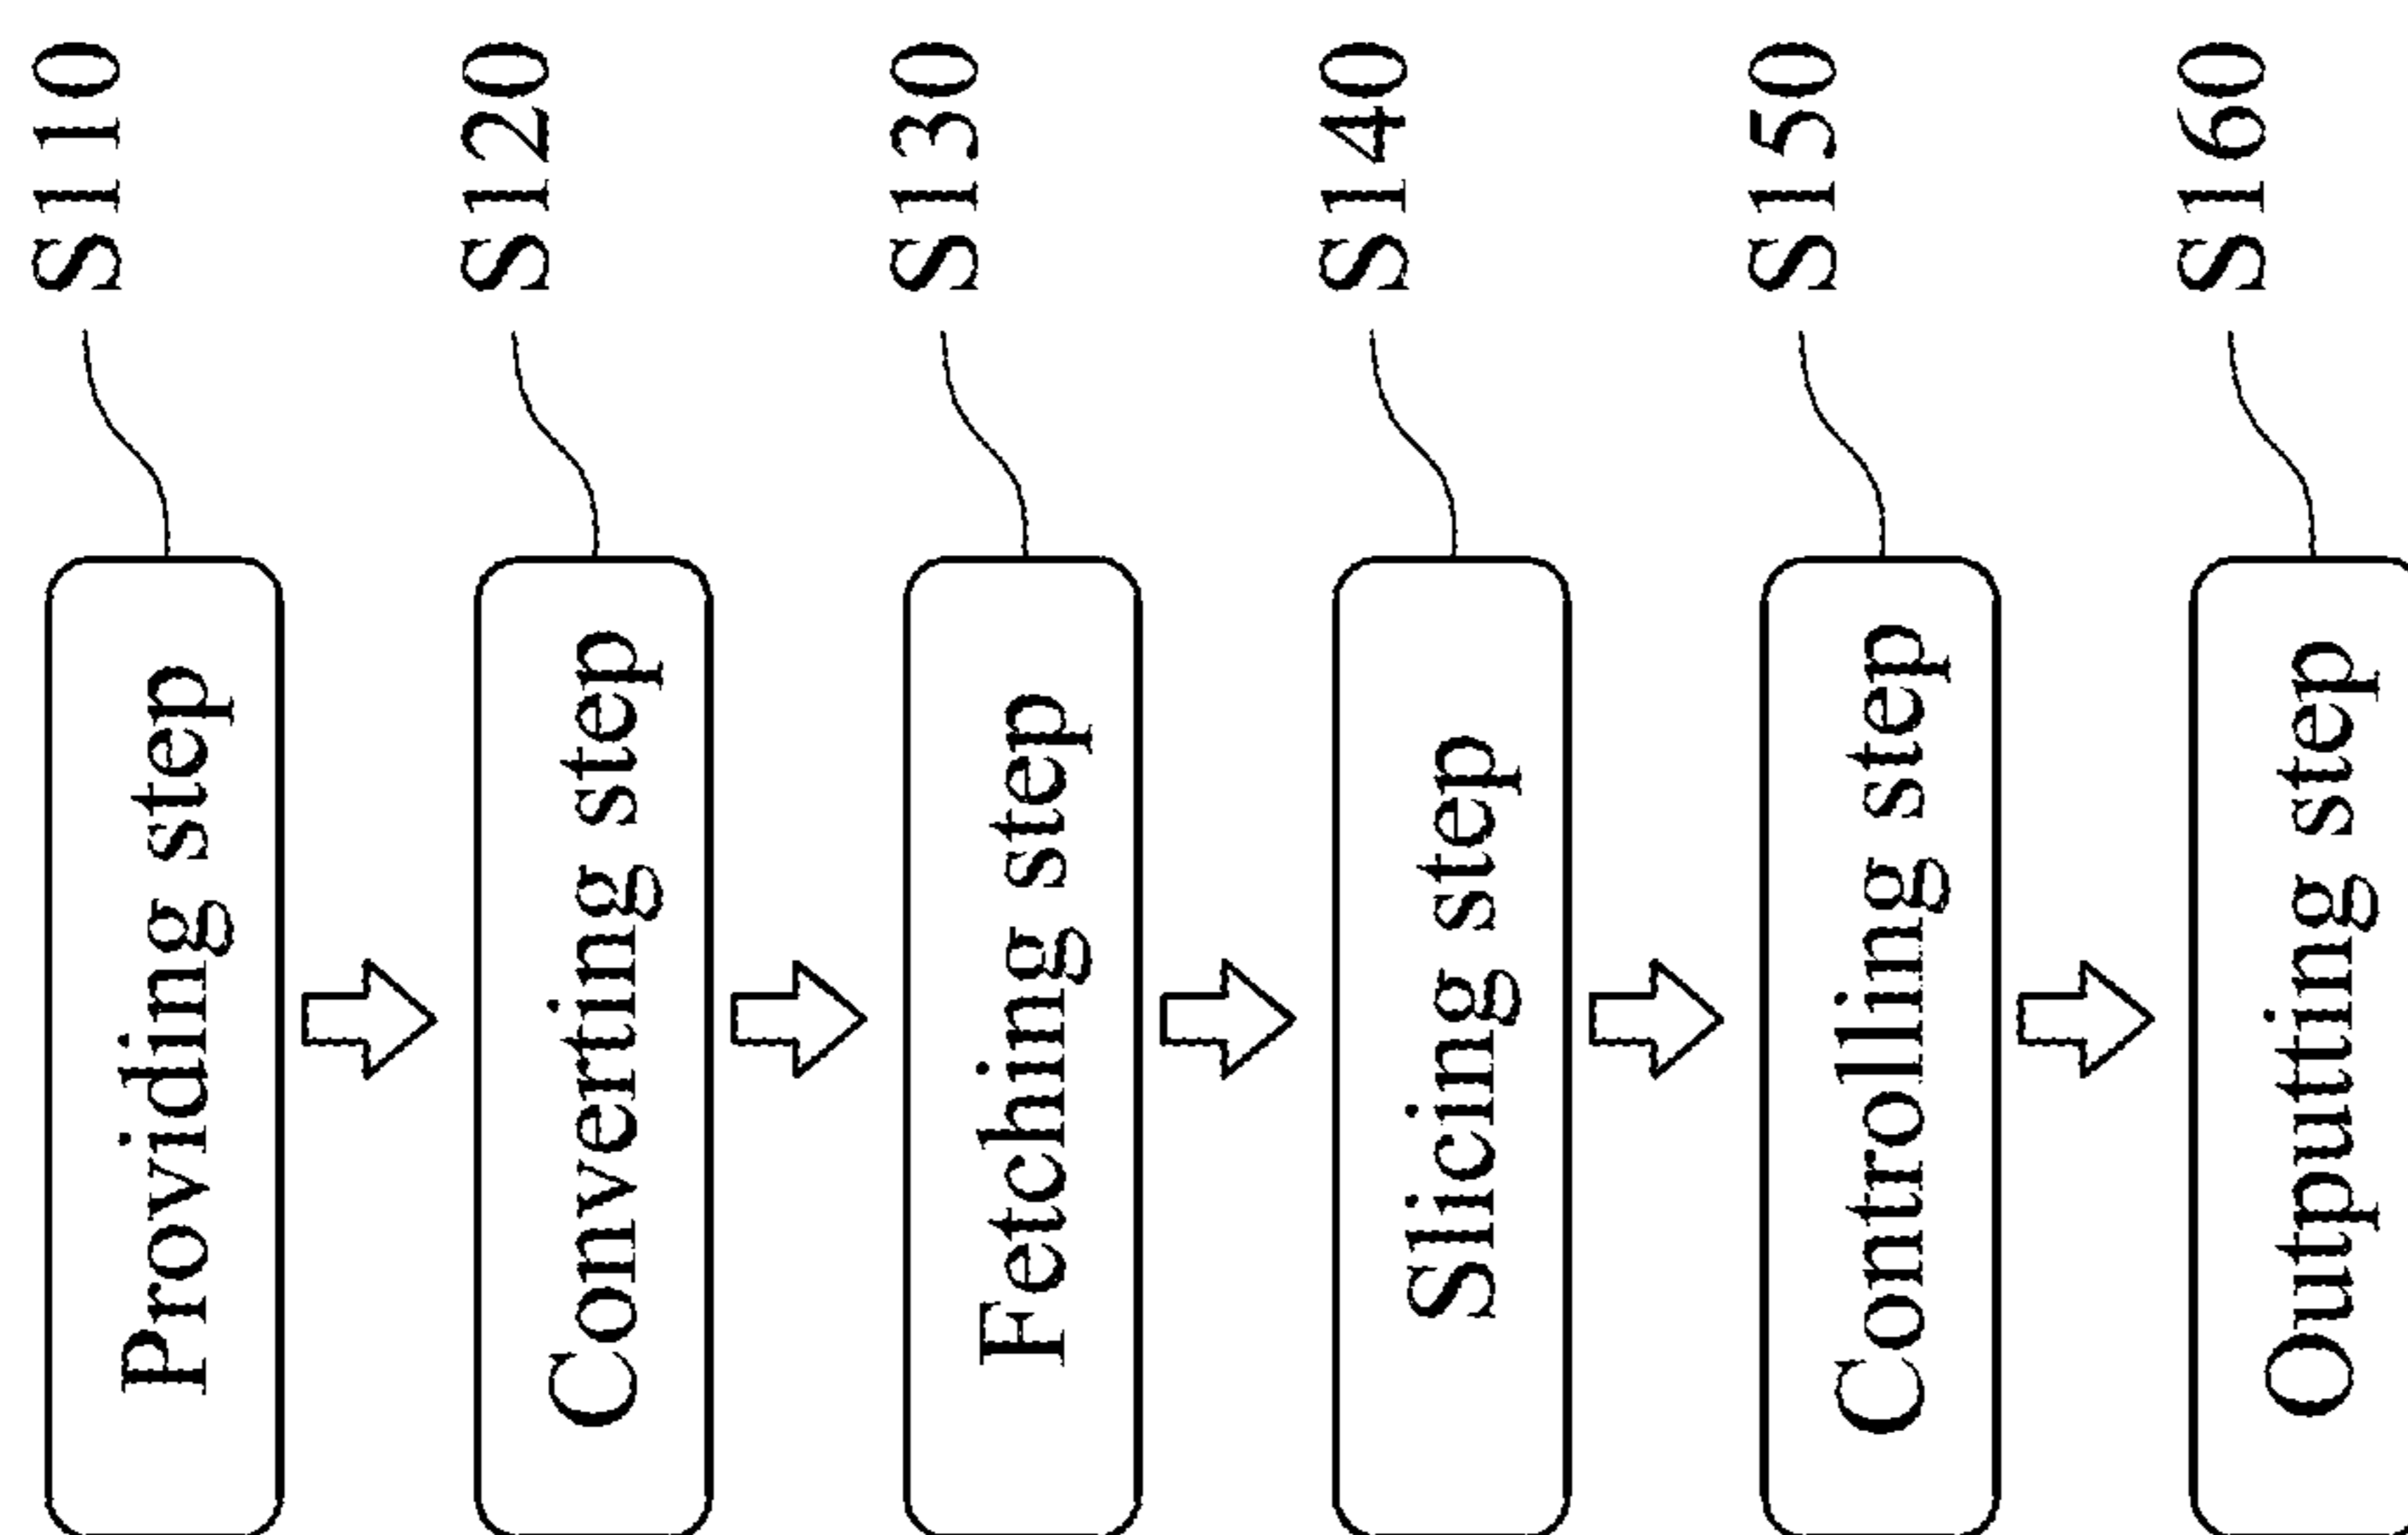 Providing step
S110
Converting step
S120
Fetching step
S130
Slicing step
S140
Controlling step
S150
Outputting step
S160